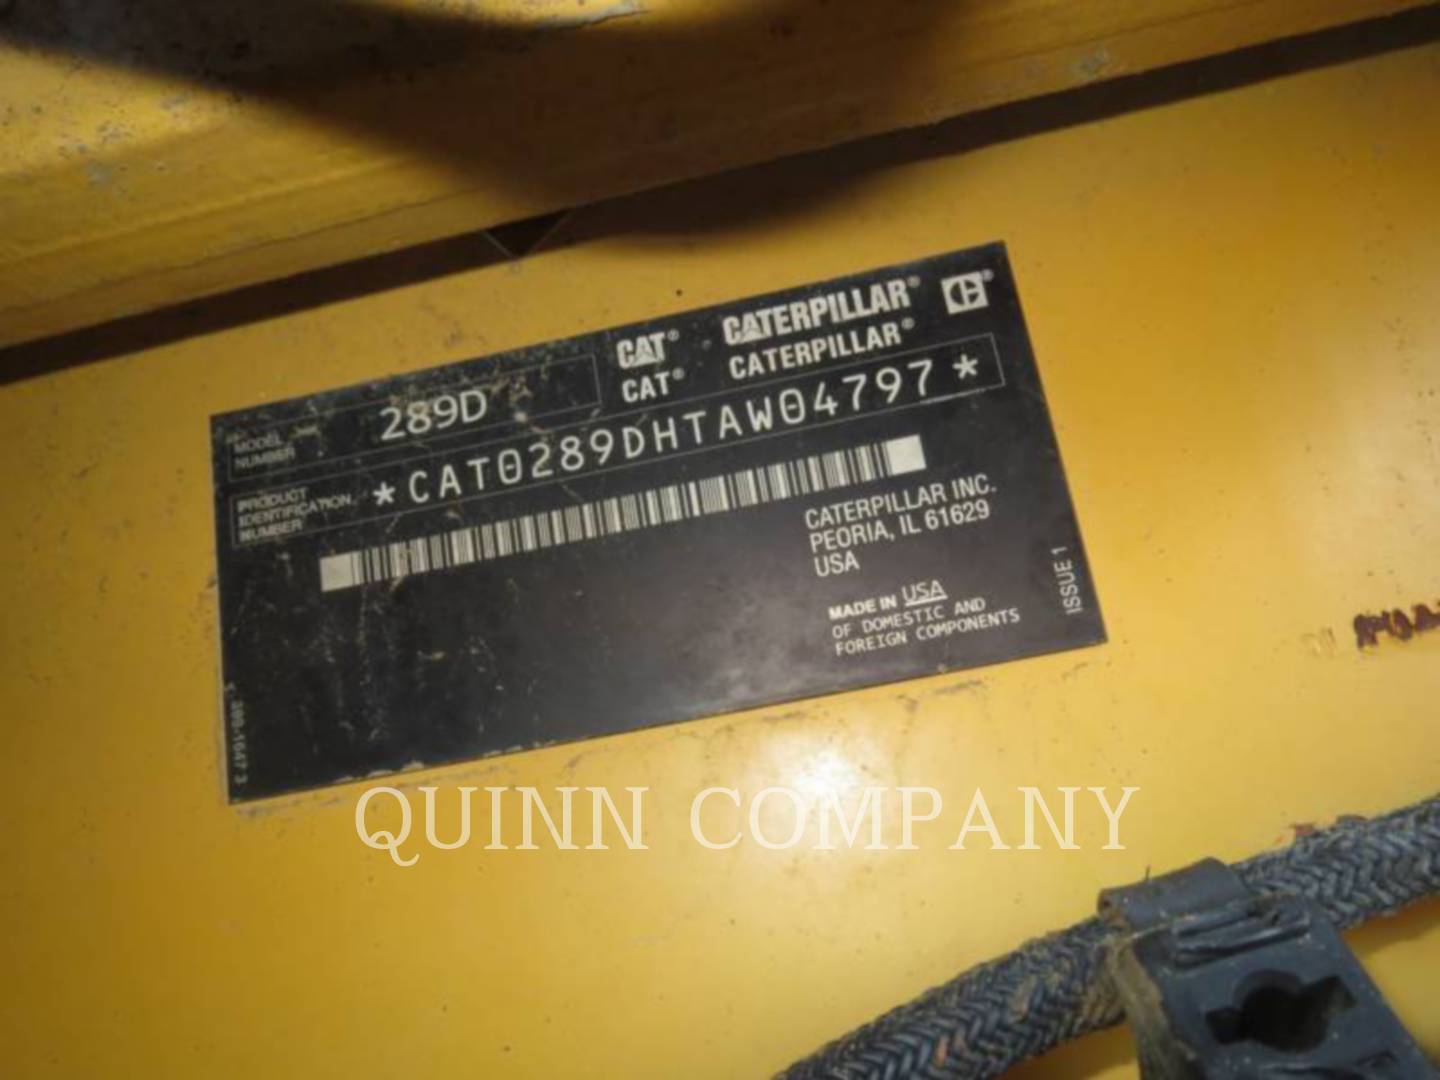 CAT® CATERPILLAR®
CAT® CATERPILLAR®
MODEL NUMBER 289D
PRODUCT IDENTIFICATION NUMBER *CAT0289DHTAW04797*
CATERPILLAR INC.
PEORIA, IL 61629
USA
MADE IN USA
OF DOMESTIC AND
FOREIGN COMPONENTS
ISSUE 1
QUINN COMPANY